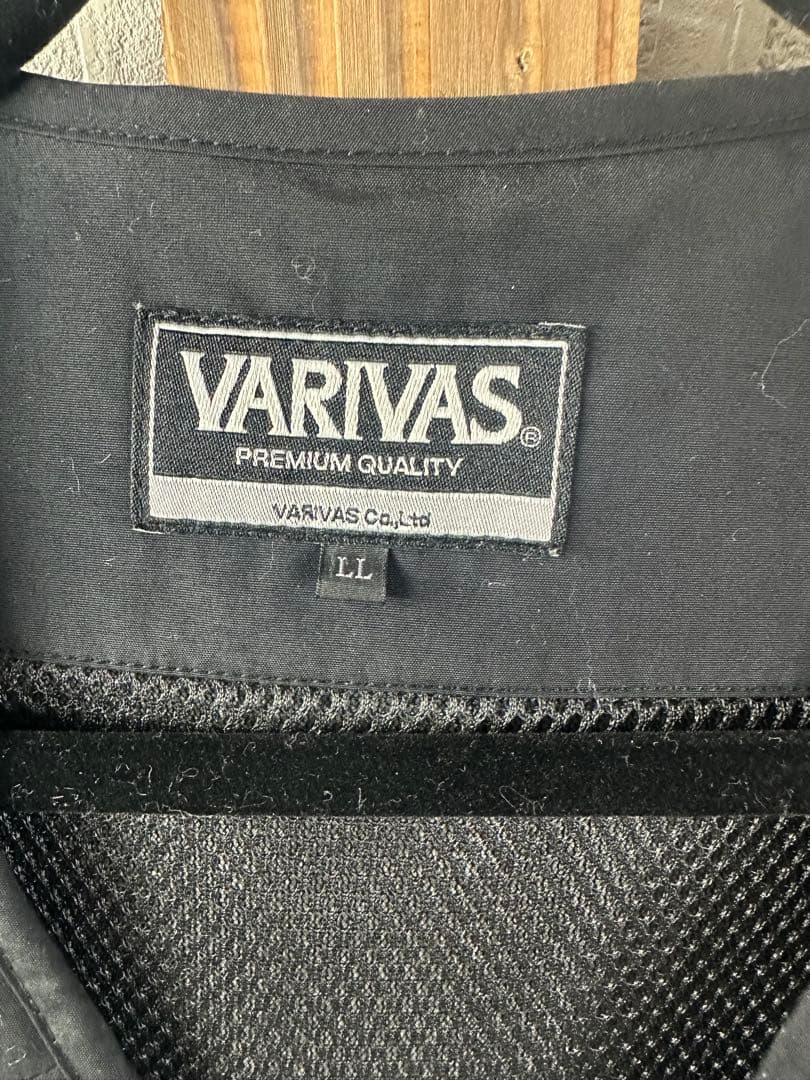 VARIVAS®
PREMIUM QUALITY
VARIVAS Co.,Ltd
LL